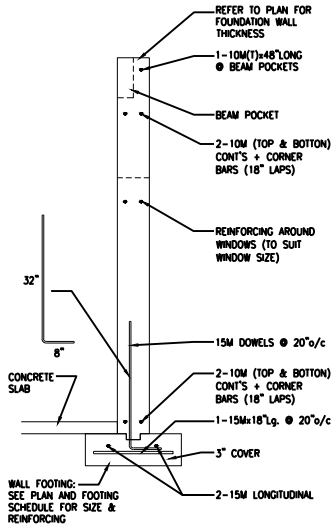 REFER TO PLAN FOR
FOUNDATION WALL
THICKNESS
1-10M(T)x48"LONG
@ BEAM POCKETS
BEAM POCKET
2-10M (TOP & BOTTON)
CONT'S + CORNER
BARS (18" LAPS)
REINFORCING AROUND
WINDOWS (TO SUIT
WINDOW SIZE)
32"
8"
15M DOWELS @ 20"o/c
CONCRETE
SLAB
2-10M (TOP & BOTTON)
CONT'S + CORNER
BARS (18" LAPS)
1-15Mx18"Lg. @ 20"o/c
3" COVER
WALL FOOTING:
SEE PLAN AND FOOTING
SCHEDULE FOR SIZE &
REINFORCING
2-15M LONGITUDINAL